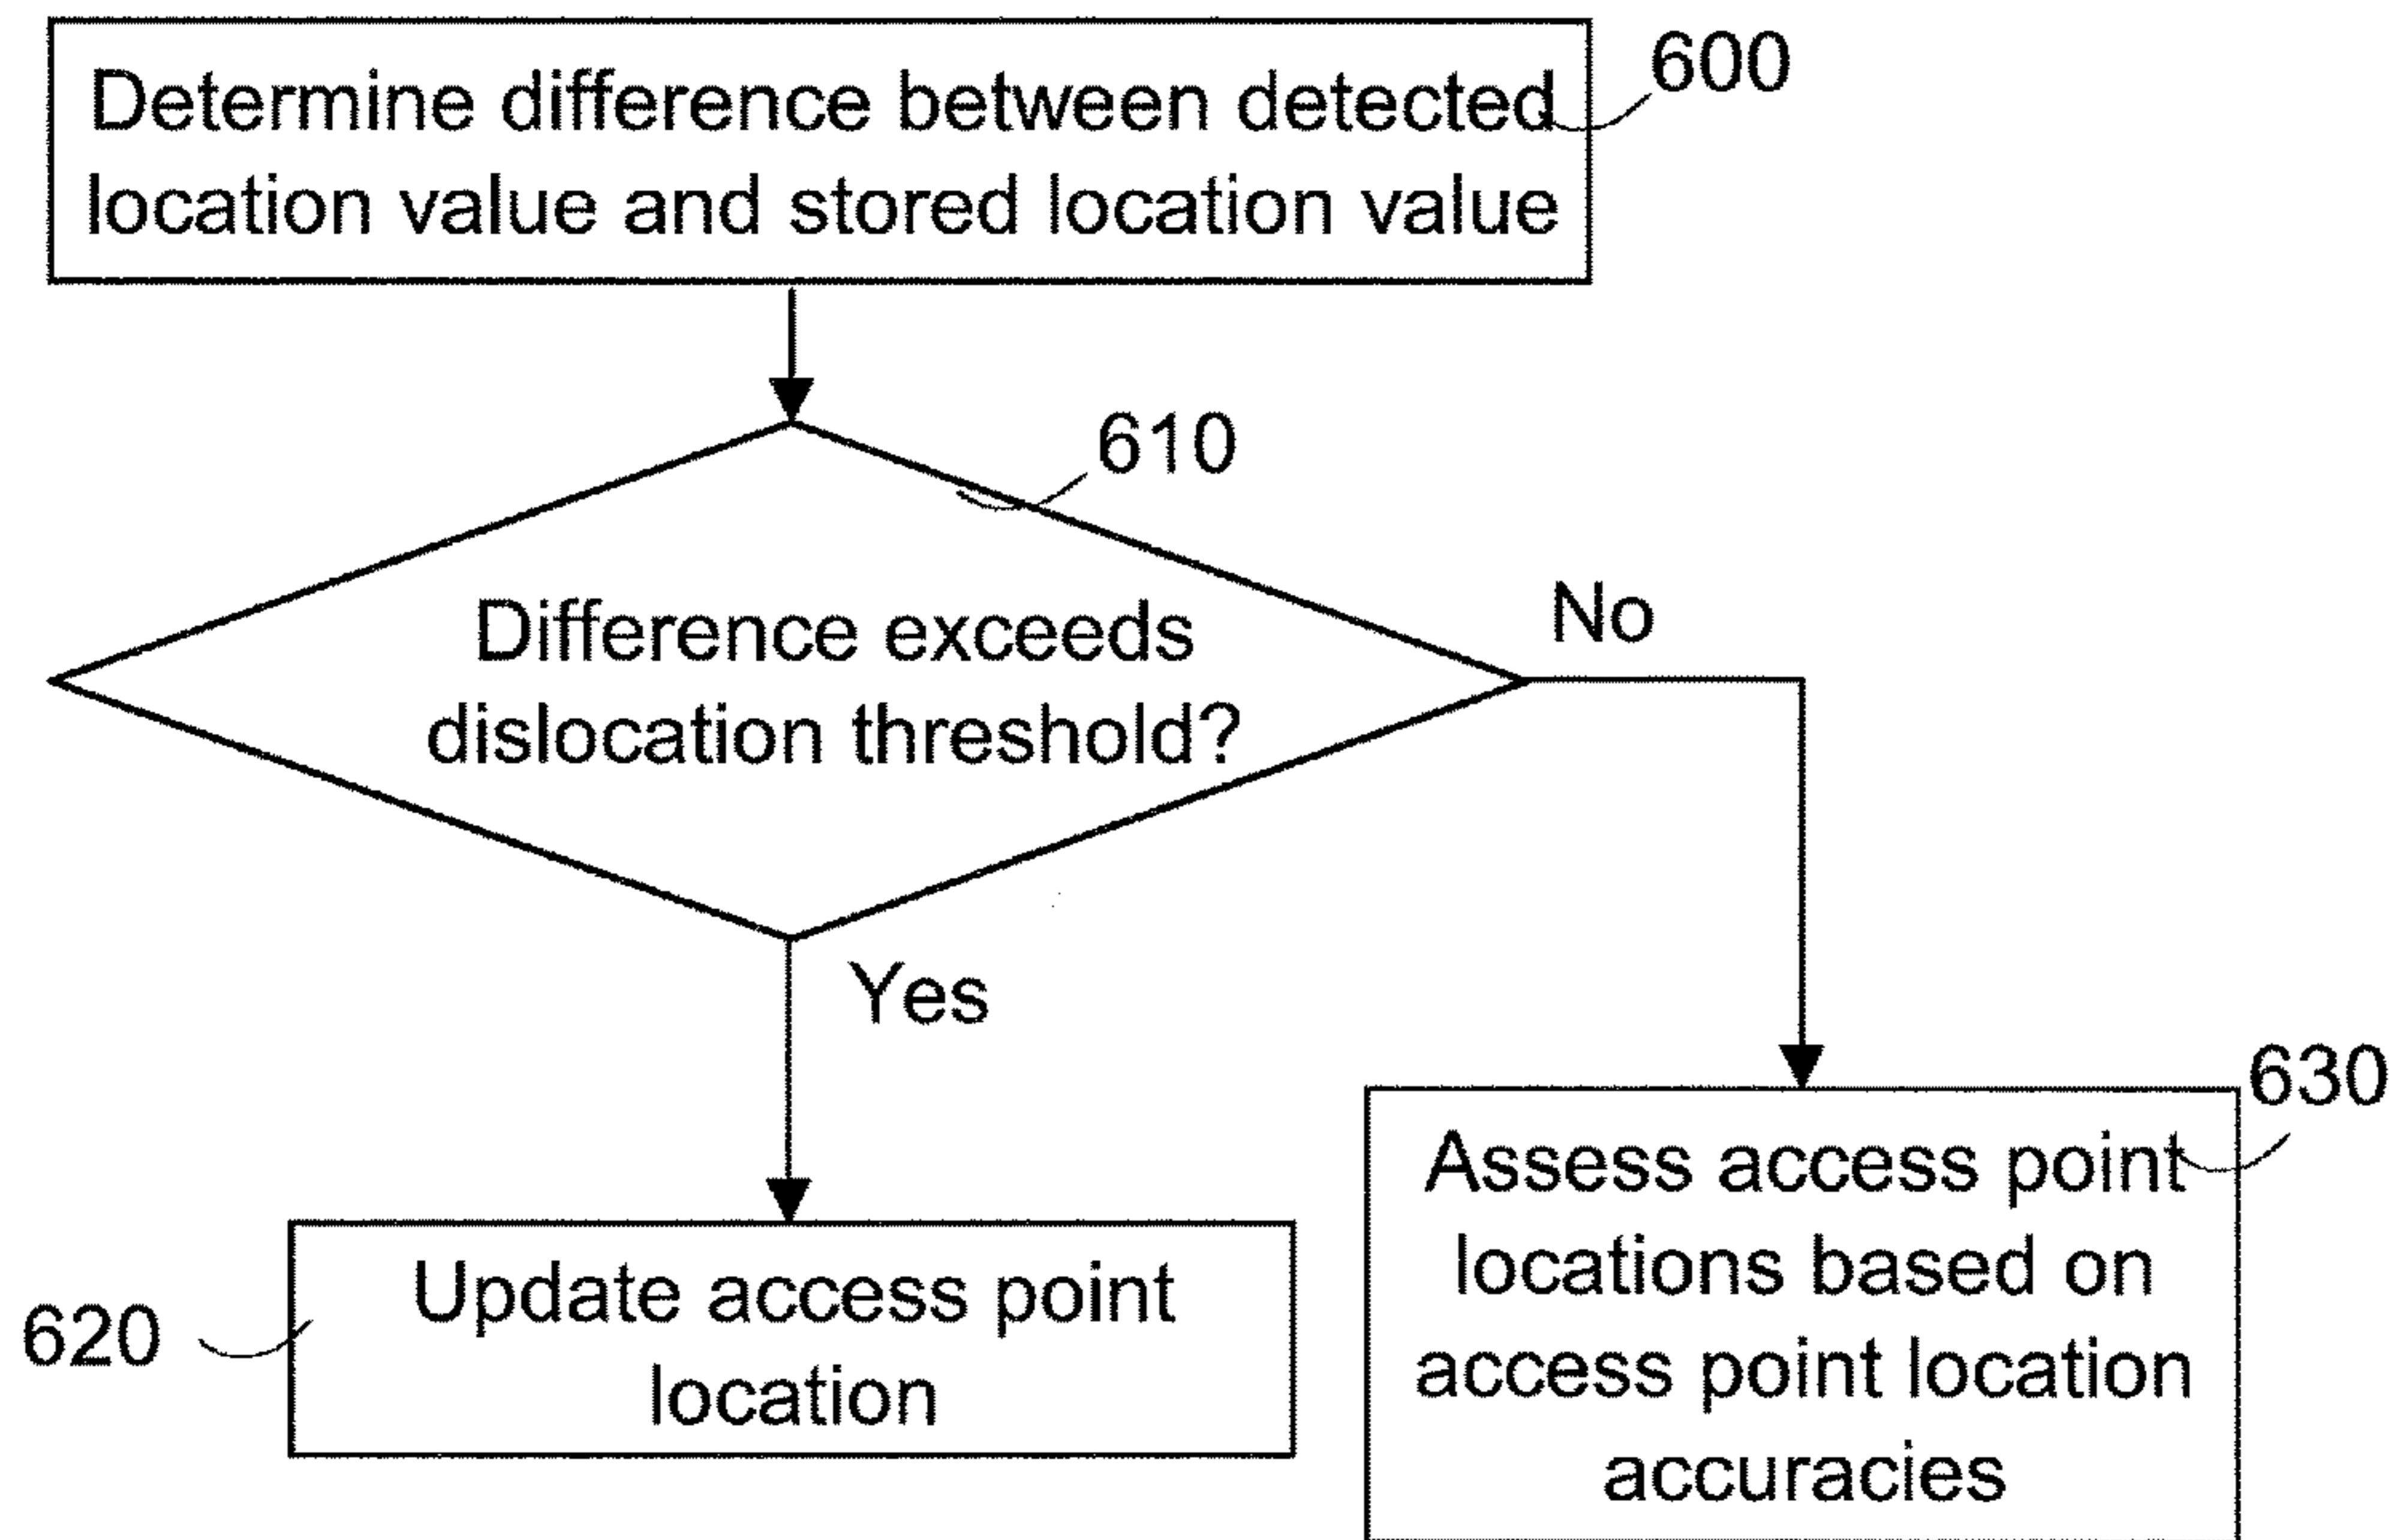 Determine difference between detected
location value and stored location value
600
610
Difference exceeds
dislocation threshold?
No
Yes
630
Assess access point
locations based on
access point location
accuracies
Update access point
location
620